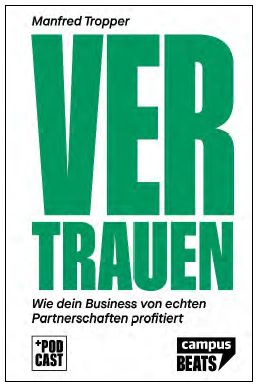 Manfred Tropper
VER
TRAUEN
Wie dein Business von echten
Partnerschaften profitiert
+POD
CAST
campus
BEATS